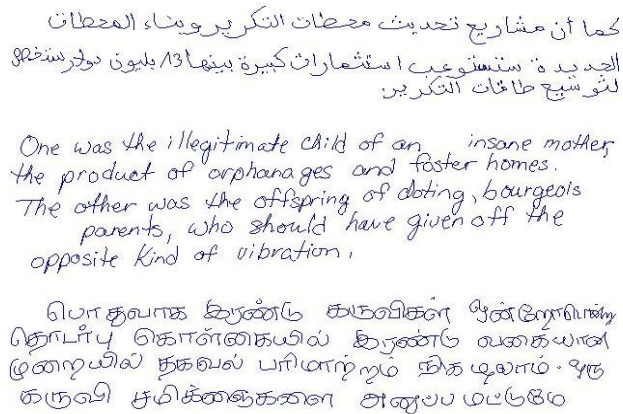 كما أن مشاريع تحديث محطات التكرير وبناء المحطات
الجديدة ستستوعب استثمارات كبيرة بينها 13 بليون دولار ستخصص
لتوسيع طاقات التكرير.
One was the illegitimate child of an insane mother,
the product of orphanages and foster homes.
The other was the offspring of doting, bourgeois
parents, who should have given off the
opposite kind of vibration.
பொதுவாக இரண்டு கருவிகள் ஒன்றோடொன்று
தொடர்பு கொள்கையில் இரண்டு வகையான
முறையில் தகவல் பரிமாற்றம் நிகழலாம். ஒரு
கருவி சமிக்ஞைகளை அனுப்ப மட்டுமே